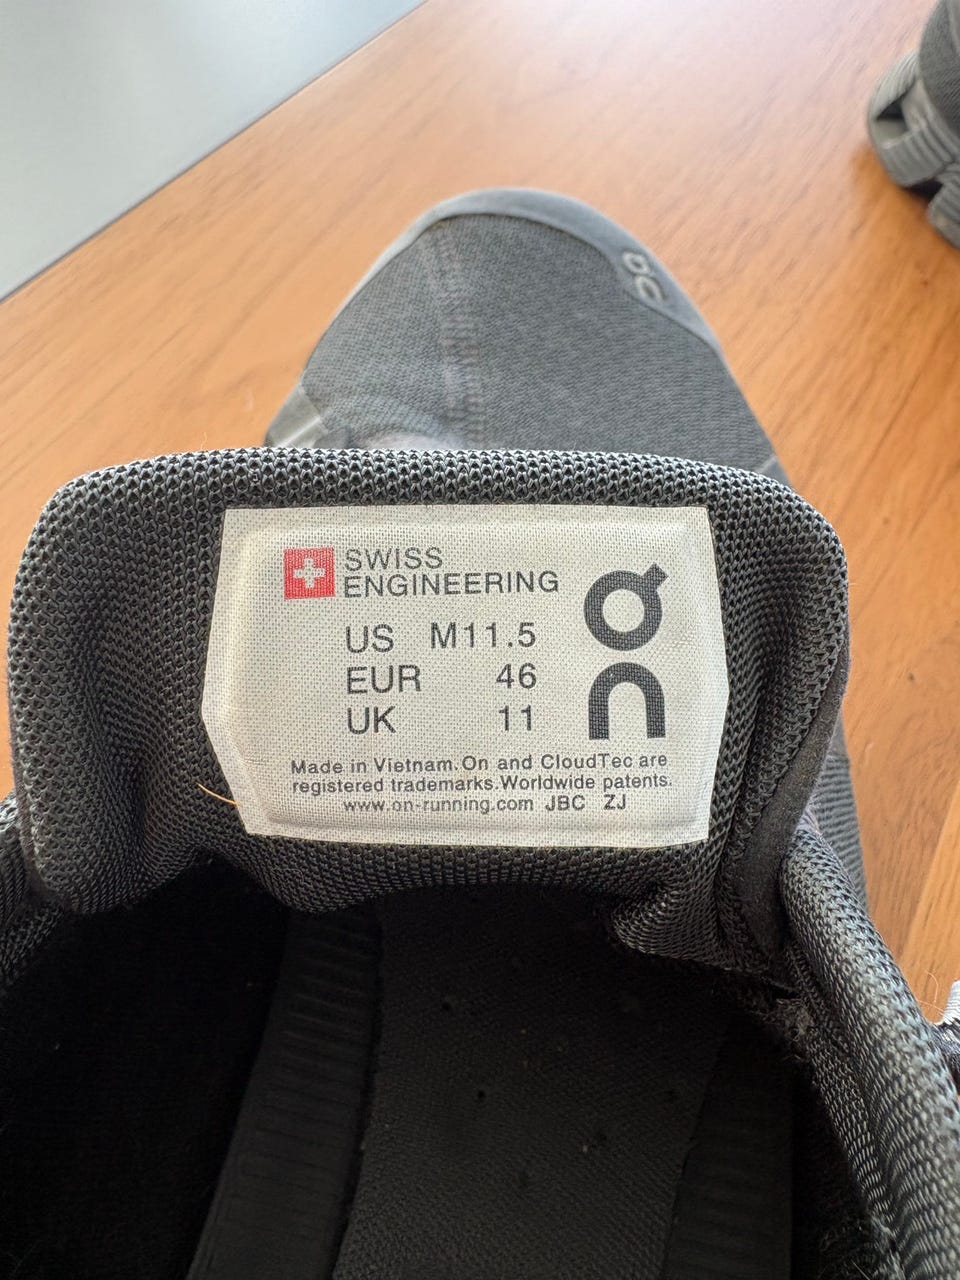 SWISS
ENGINEERING
On
US M11.5
EUR 46
UK 11
Made in Vietnam.On and CloudTec are
registered trademarks.Worldwide patents.
www.on-running.com JBC ZJ